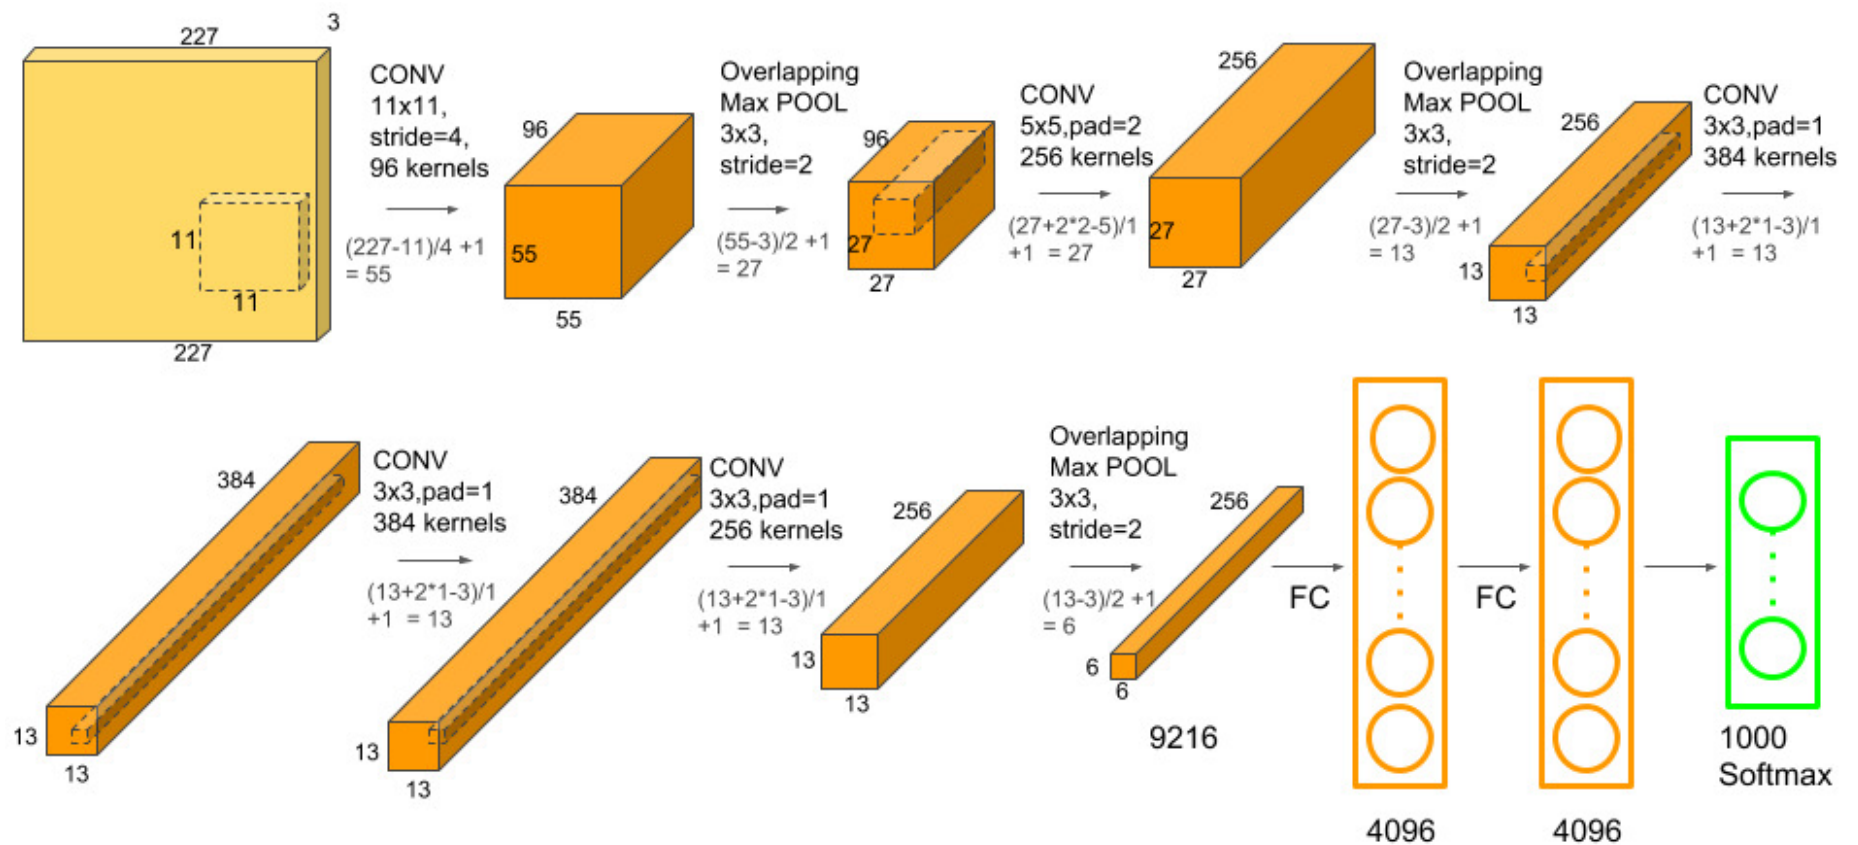 227
3
11
11
227
CONV
11x11,
stride=4,
96 kernels
(227-11)/4 +1
= 55
96
55
55
Overlapping
Max POOL
3x3,
stride=2
(55-3)/2 +1
= 27
96
27
27
CONV
5x5,pad=2
256 kernels
(27+2*2-5)/1
+1 = 27
256
27
27
Overlapping
Max POOL
3x3,
stride=2
(27-3)/2 +1
= 13
256
13
13
CONV
3x3,pad=1
384 kernels
(13+2*1-3)/1
+1 = 13
384
13
13
CONV
3x3,pad=1
384 kernels
(13+2*1-3)/1
+1 = 13
384
13
13
CONV
3x3,pad=1
256 kernels
(13+2*1-3)/1
+1 = 13
256
13
13
Overlapping
Max POOL
3x3,
stride=2
(13-3)/2 +1
= 6
256
6
6
9216
FC
4096
FC
4096
1000
Softmax